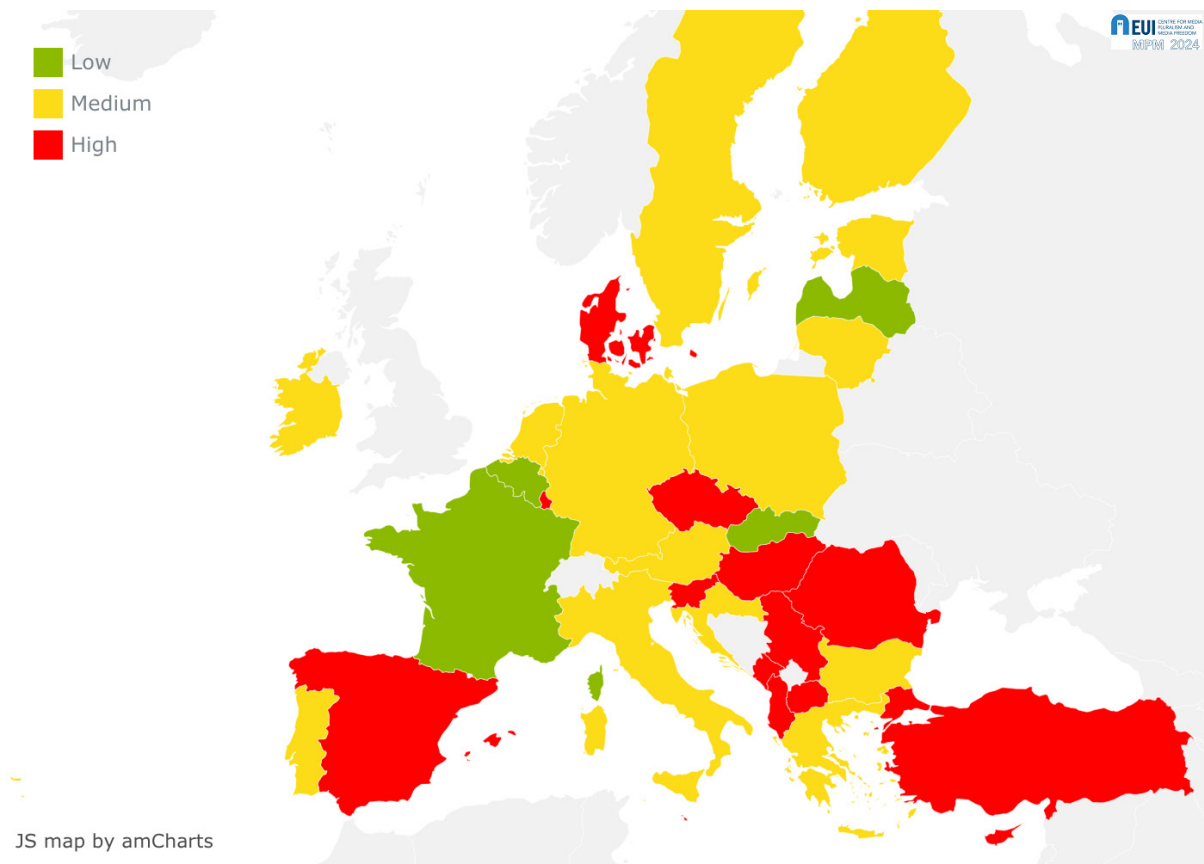 Low
Medium
High
EUI CENTRE FOR MEDIA
PLURALISM AND
MEDIA FREEDOM
MPM 2024
JS map by amCharts